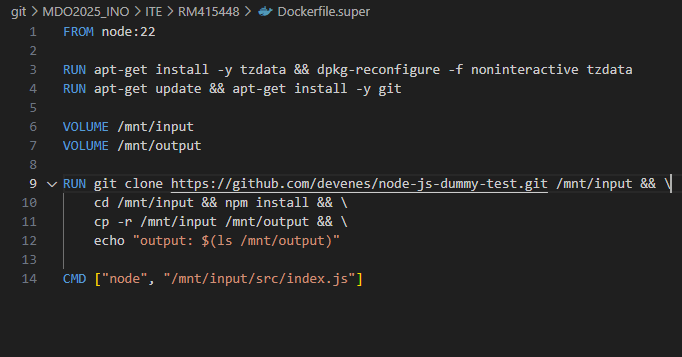 git > MDO2025_INO > ITE > RM415448 > Dockerfile.super
1 FROM node:22
2
3 RUN apt-get install -y tzdata && dpkg-reconfigure -f noninteractive tzdata
4 RUN apt-get update && apt-get install -y git
5
6 VOLUME /mnt/input
7 VOLUME /mnt/output
8
9 RUN git clone https://github.com/devenes/node-js-dummy-test.git /mnt/input && \
10 cd /mnt/input && npm install && \
11 cp -r /mnt/input /mnt/output && \
12 echo "output: $(ls /mnt/output)"
13
14 CMD ["node", "/mnt/input/src/index.js"]